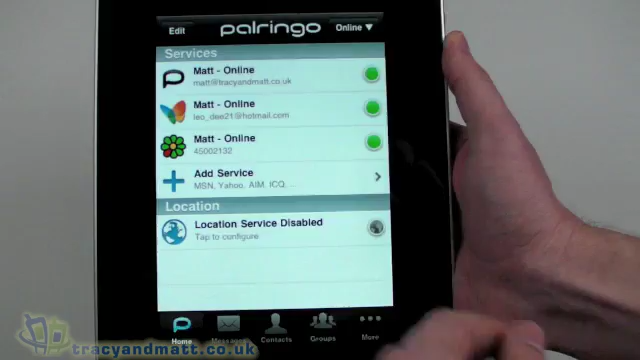 Edit
palringo
Online ▼
Services
Matt - Online
matt@tracyandmatt.co.uk
Matt - Online
leo_dee21@hotmail.com
Matt - Online
45002132
Add Service
MSN, Yahoo, AIM, ICQ, ...
Location
Location Service Disabled
Tap to configure
Home
Messages
Contacts
Groups
More
tracyandmatt.co.uk